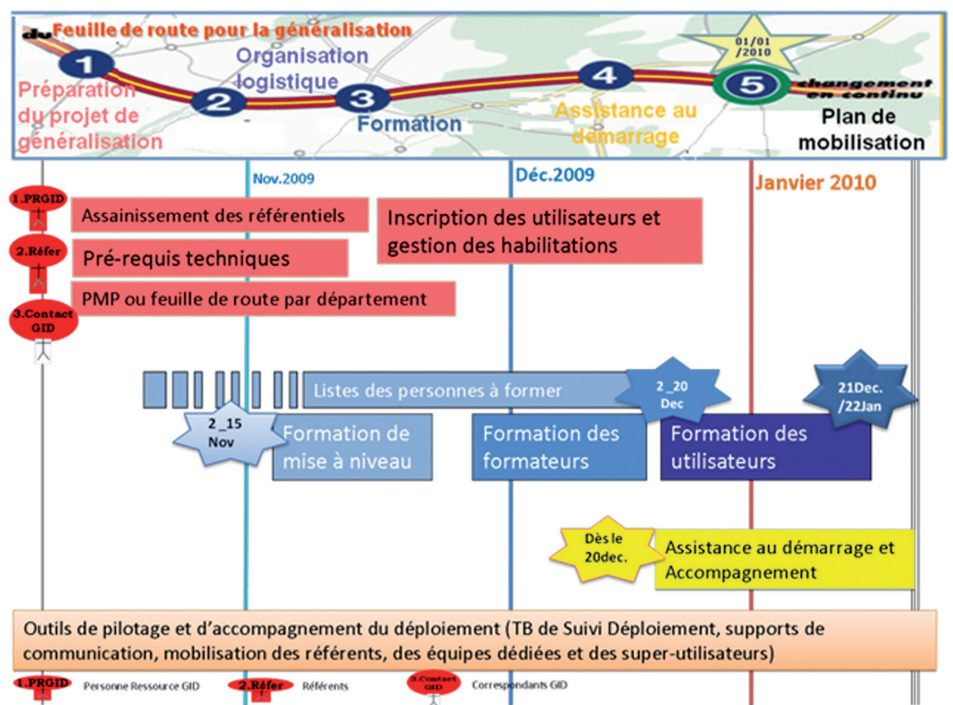 du Feuille de route pour la généralisation
1
Préparation
du projet de
généralisation
2
Organisation
logistique
3
Formation
4
Assistance au
démarrage
01/01
/2010
5
changement
en continu
Plan de
mobilisation
Nov.2009
Déc.2009
Janvier 2010
1.PRGID
Assainissement des référentiels
Inscription des utilisateurs et
gestion des habilitations
2.Réfer
Pré-requis techniques
3.Contact
GID
PMP ou feuille de route par département
Listes des personnes à former
2 _20
Dec
21Dec.
/22Jan
2 _15
Nov
Formation de
mise à niveau
Formation des
formateurs
Formation des
utilisateurs
Dès le
20dec.
Assistance au démarrage et
Accompagnement
Outils de pilotage et d'accompagnement du déploiement (TB de Suivi Déploiement, supports de
communication, mobilisation des référents, des équipes dédiées et des super-utilisateurs)
1.PRGID Personne Ressource GID 2.Réfer Référents 3.Contact
GID Correspondants GID